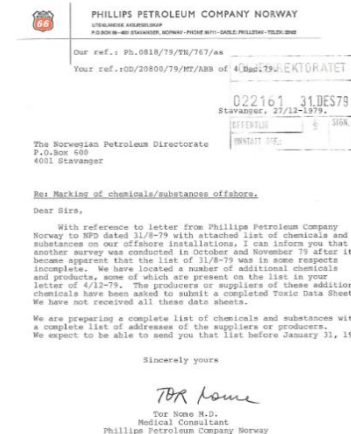 66
PHILLIPS PETROLEUM COMPANY NORWAY
Our ref.: Ph.0818/79/TN/767/as
Your ref.:OD/20800/79/MT/ABB of 4 Dec.79.
022161 31.DES79
Stavanger, 27/12-1979.
The Norwegian Petroleum Directorate
P.O.Box 600
4001 Stavanger
Re: Marking of chemicals/substances offshore.
Dear Sirs,
With reference to letter from Phillips Petroleum Company
Norway to NPD dated 31/8-79 with attached list of chemicals and
substances on our offshore installations, I can inform you that
another survey was conducted in October and November 79 after it
became apparent that the list of 31/8-79 was in some respects
incomplete. We have located a number of additional chemicals
and products, some of which are present on the list in your
letter of 4/12-79. The producers or suppliers of these addition
chemicals have been asked to submit a completed Toxic Data Sheet
We have not received all these data sheets.
We are preparing a complete list of chemicals and substances wit
a complete list of addresses of the suppliers or producers.
We expect to be able to send you that list before January 31, 19
Sincerely yours
Tor Nome M.D.
Medical Consultant
Phillips Petroleum Company Norway